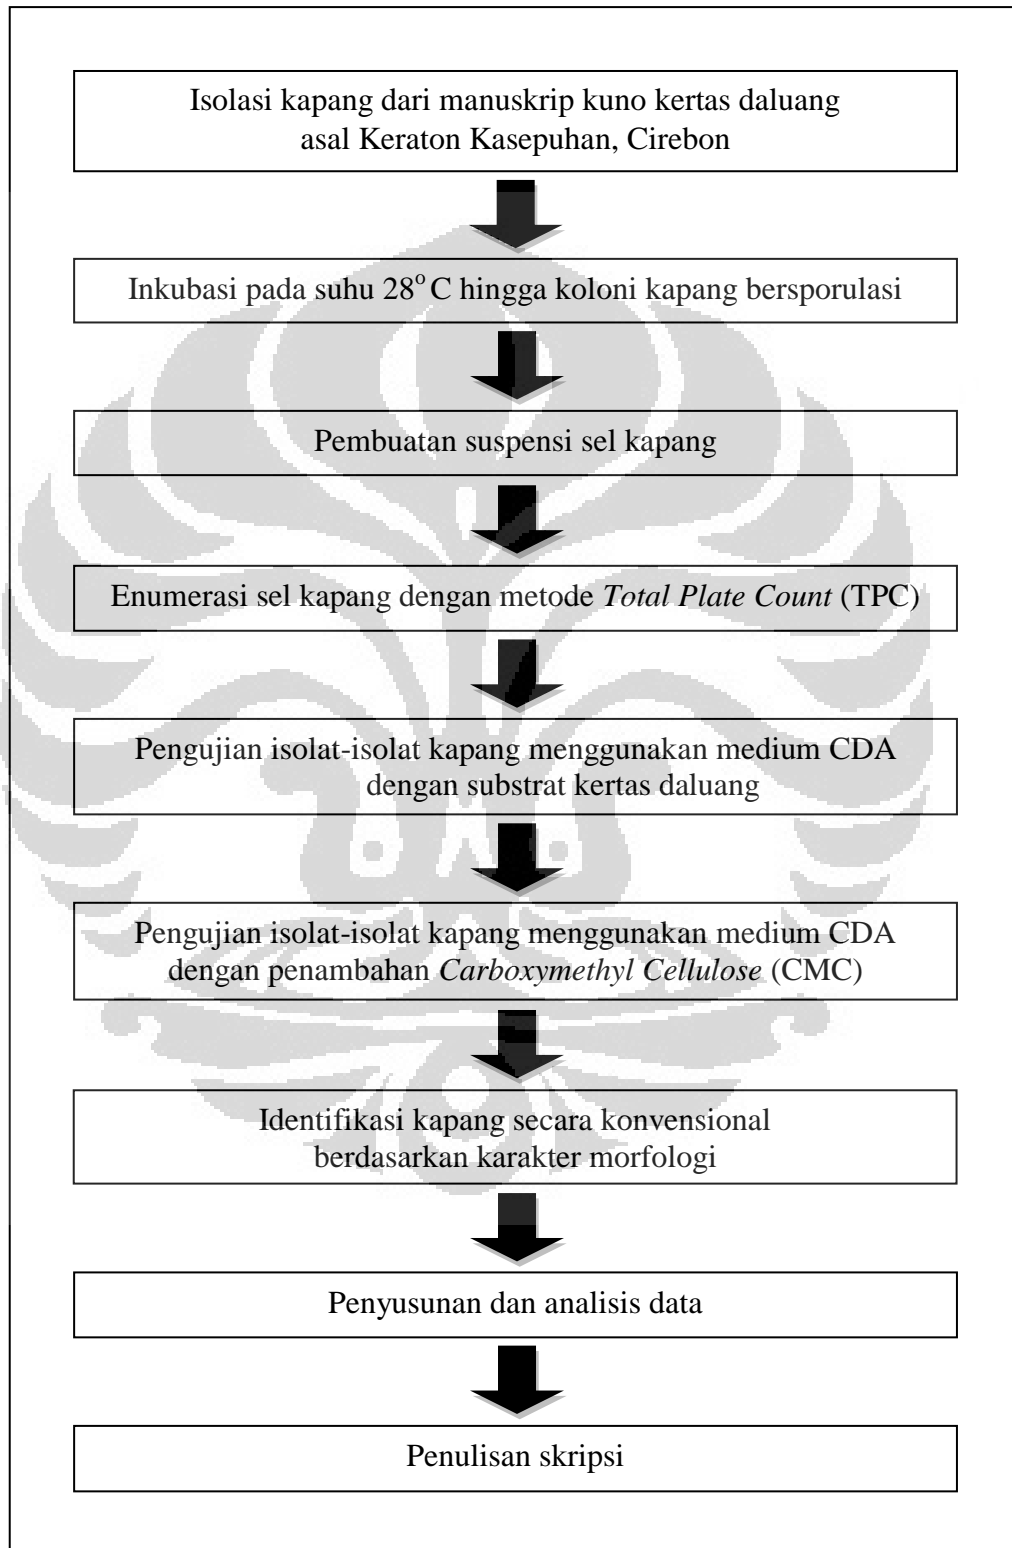 Isolasi kapang dari manuskrip kuno kertas daluang
asal Keraton Kasepuhan, Cirebon
Inkubasi pada suhu 28° C hingga koloni kapang bersporulasi
Pembuatan suspensi sel kapang
Enumerasi sel kapang dengan metode Total Plate Count (TPC)
Pengujian isolat-isolat kapang menggunakan medium CDA
dengan substrat kertas daluang
Pengujian isolat-isolat kapang menggunakan medium CDA
dengan penambahan Carboxymethyl Cellulose (CMC)
Identifikasi kapang secara konvensional
berdasarkan karakter morfologi
Penyusunan dan analisis data
Penulisan skripsi